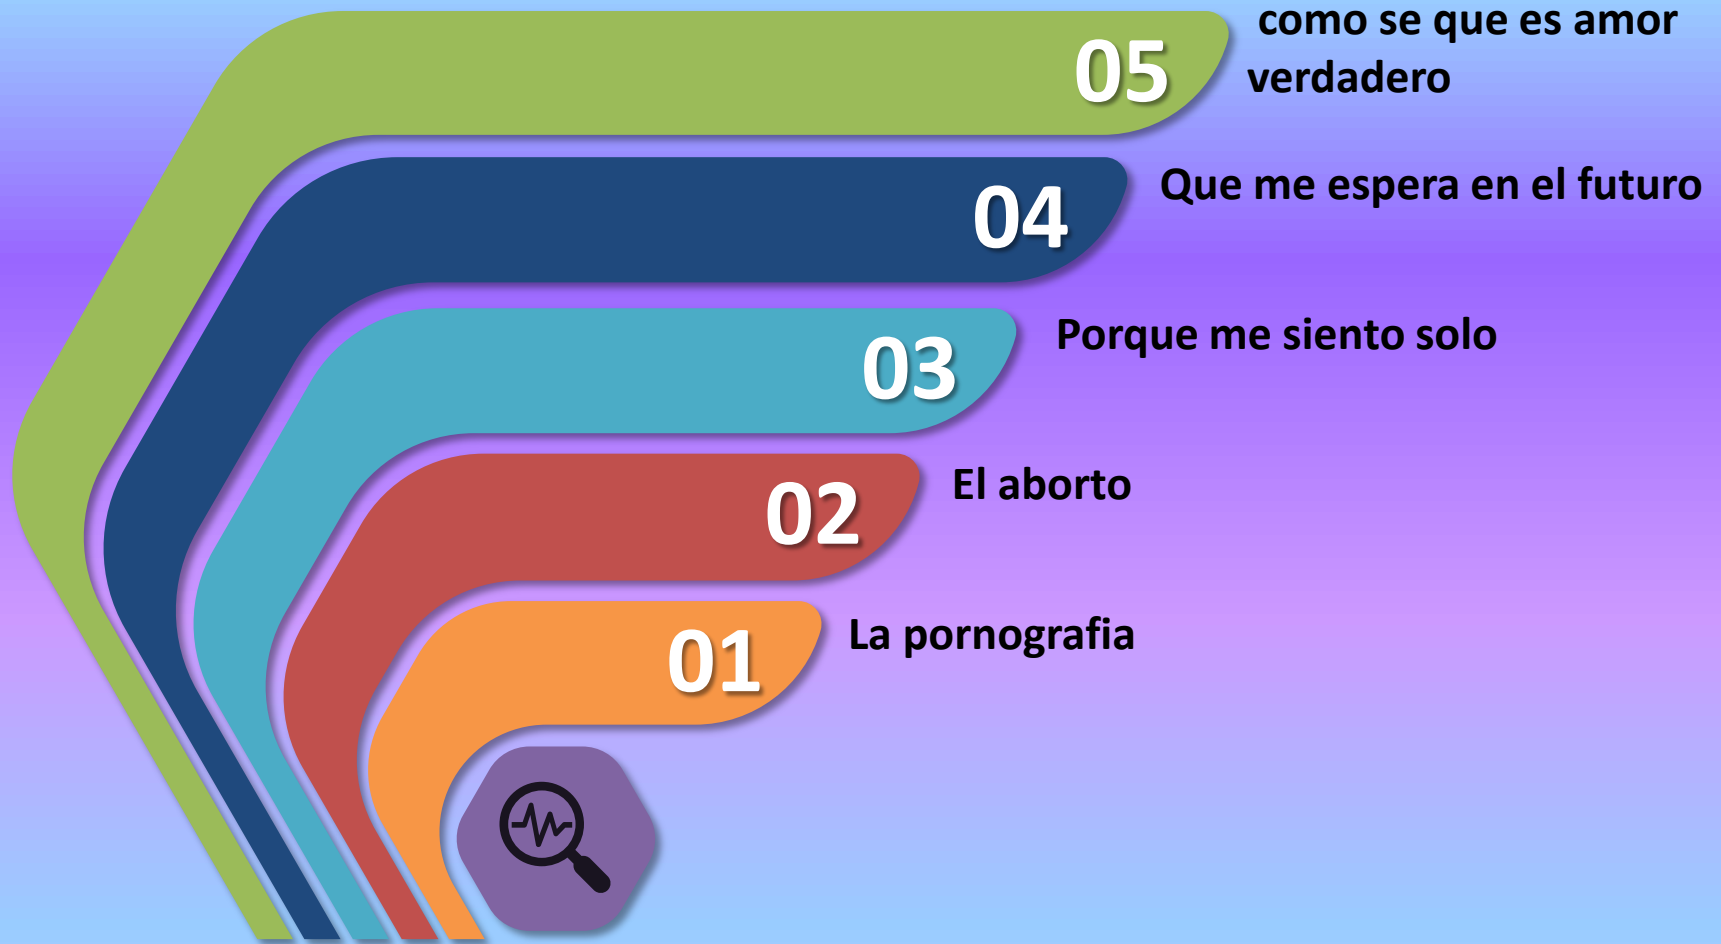 05
como se que es amor
verdadero
04
Que me espera en el futuro
03
Porque me siento solo
02
El aborto
01
La pornografia